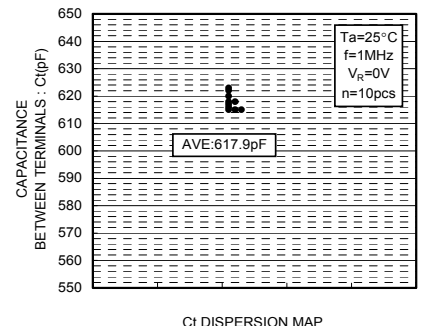 CAPACITANCE
BETWEEN TERMINALS : Ct(pF)
650
640
630
620
610
600
590
580
570
560
550
Ta=25°C
f=1MHz
VR=0V
n=10pcs
AVE:617.9pF
Ct DISPERSION MAP